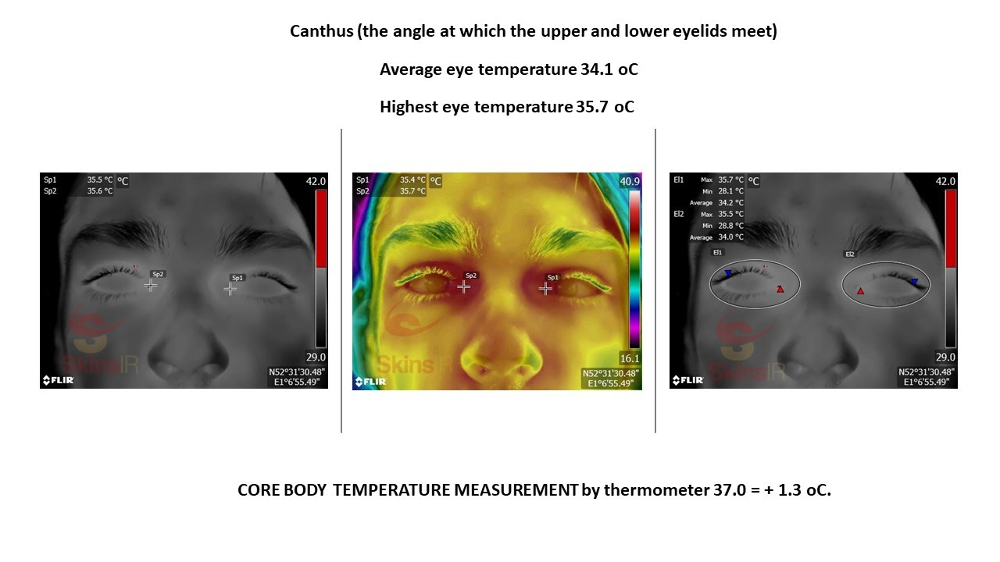 Canthus (the angle at which the upper and lower eyelids meet)
Average eye temperature 34.1 oC
Highest eye temperature 35.7 oC
Sp1 35.5 °C °C 42.0
Sp2 35.6 °C
Sp2
Sp1
SkinsIR
29.0
N52°31'30.48"
FLIR E1°6'55.49"
Sp1 35.4 °C °C 40.9
Sp2 35.7 °C
Sp2
Sp1
SkinsIR
16.1
N52°31'30.48"
FLIR E1°6'55.49"
El1 Max 35.7 °C °C 42.0
Min 28.1 °C
Average 34.2 °C
El2 Max 35.5 °C
Min 28.8 °C
Average 34.0 °C
El1
El2
SkinsIR
29.0
N52°31'30.48"
FLIR E1°6'55.49"
CORE BODY TEMPERATURE MEASUREMENT by thermometer 37.0 = + 1.3 oC.